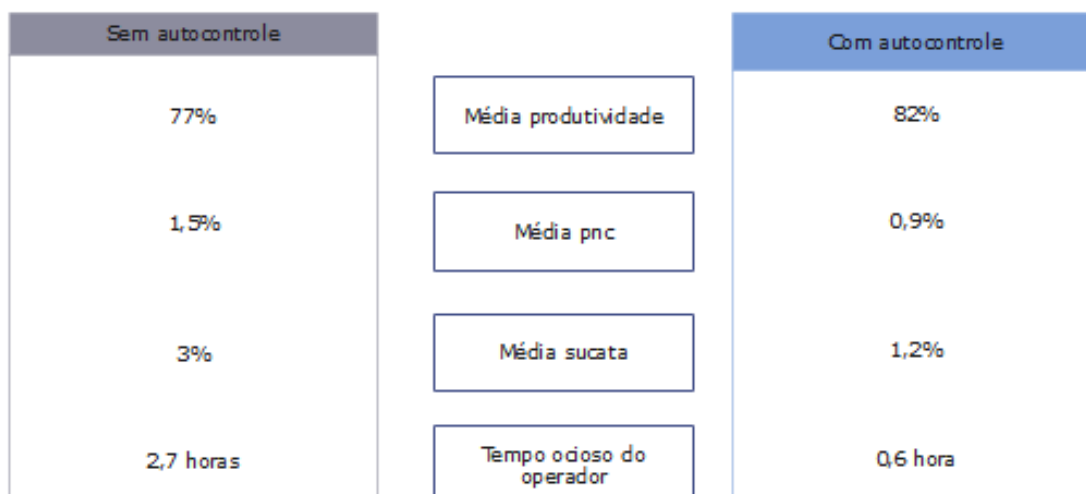 Sem autocontrole
Com autocontrole
77%
Média produtividade
82%
1,5%
Média pnc
0,9%
3%
Média sucata
1,2%
2,7 horas
Tempo ocioso do
operador
0,6 hora